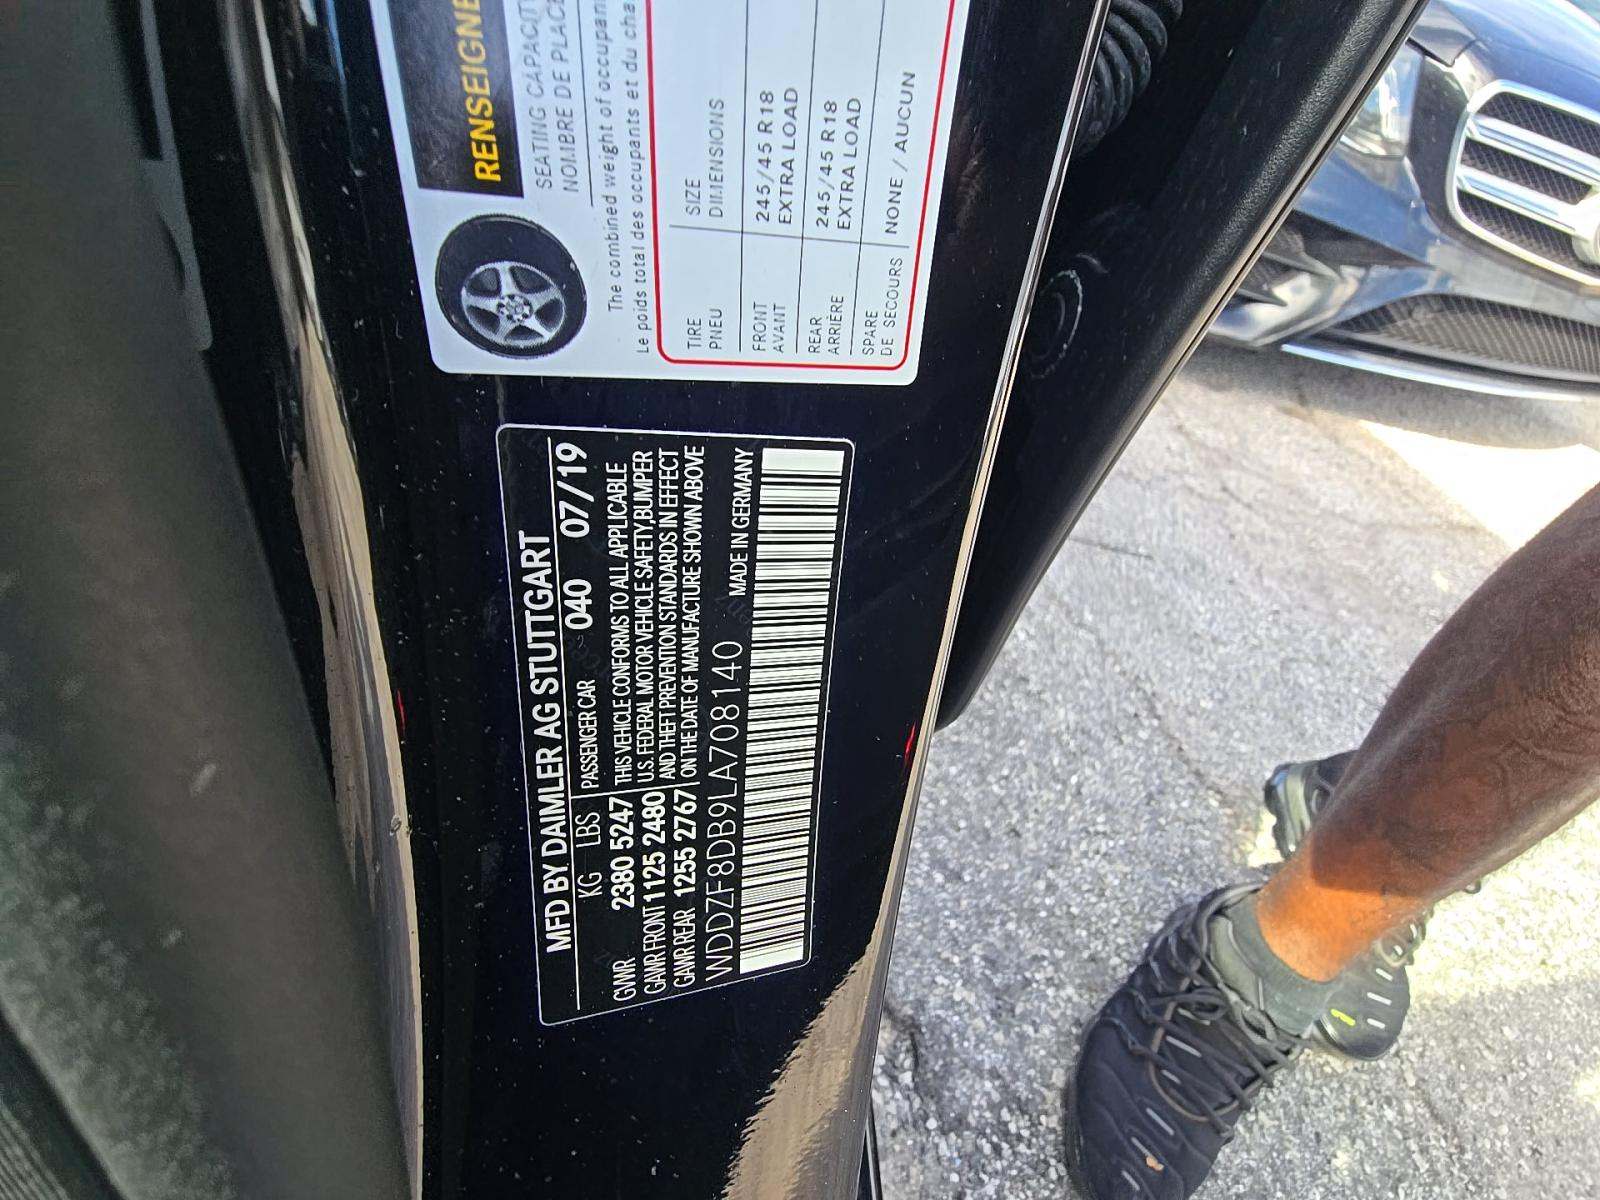 RENSEIGNE
SEATING CAPACITY
NOMBRE DE PLACE
The combined weight of occupan
Le poids total des occupants et du cha
TIRE SIZE
PNEU DIMENSIONS
FRONT 245/45 R18
AVANT EXTRA LOAD
REAR 245/45 R18
ARRIÈRE EXTRA LOAD
SPARE
DE SECOURS NONE / AUCUN
MFD BY DAIMLER AG STUTTGART
KG LBS PASSENGER CAR 040 07/19
GVWR 2380 5247 THIS VEHICLE CONFORMS TO ALL APPLICABLE
GAWR FRONT 1125 2480 U.S. FEDERAL MOTOR VEHICLE SAFETY,BUMPER
GAWR REAR 1255 2767 AND THEFT PREVENTION STANDARDS IN EFFECT
ON THE DATE OF MANUFACTURE SHOWN ABOVE
WDDZF8DB9LA708140 MADE IN GERMANY